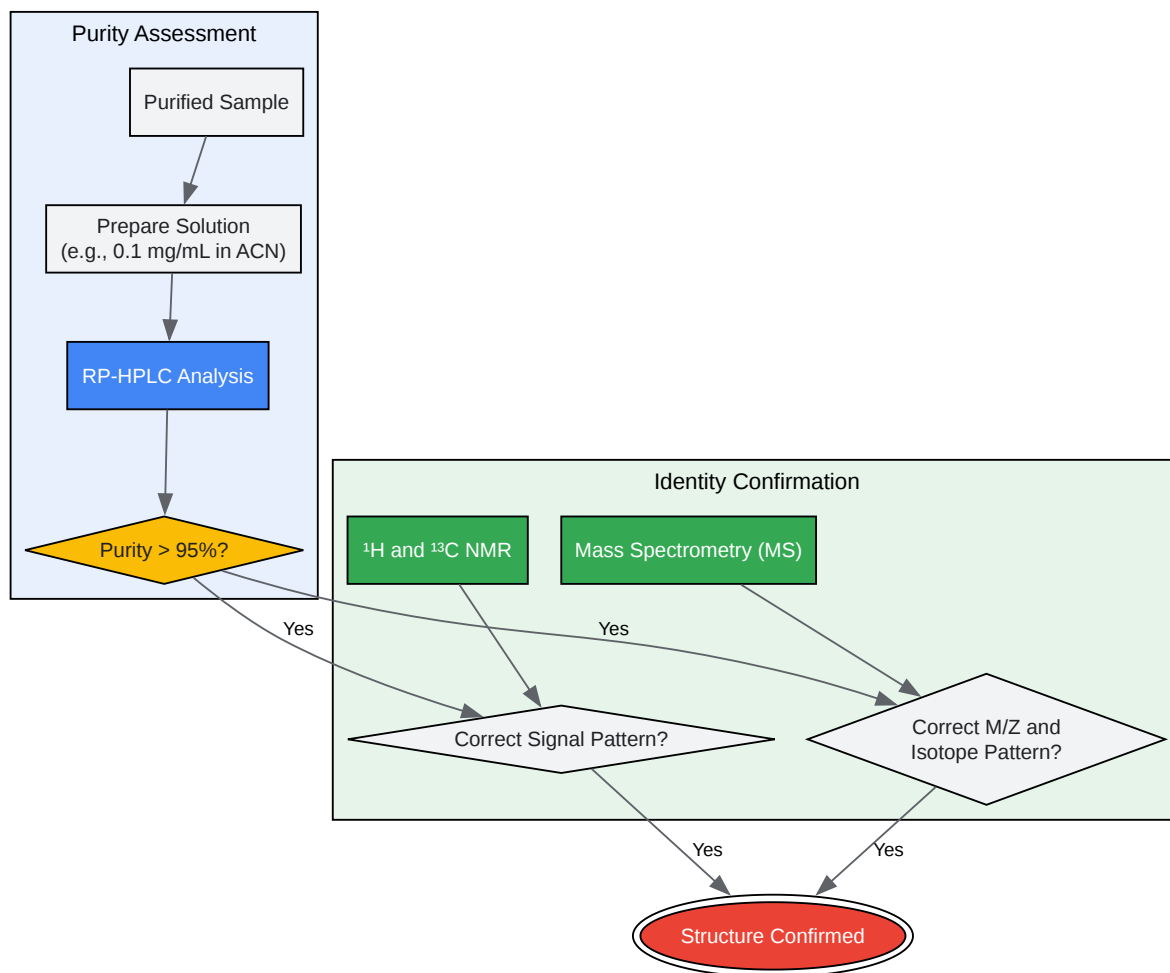 Purity Assessment
Purified Sample
Prepare Solution
(e.g., 0.1 mg/mL in ACN)
RP-HPLC Analysis
Purity > 95%?
Identity Confirmation
¹H and ¹³C NMR
Mass Spectrometry (MS)
Yes
Yes
Correct Signal Pattern?
Correct M/Z and
Isotope Pattern?
Yes
Yes
Structure Confirmed